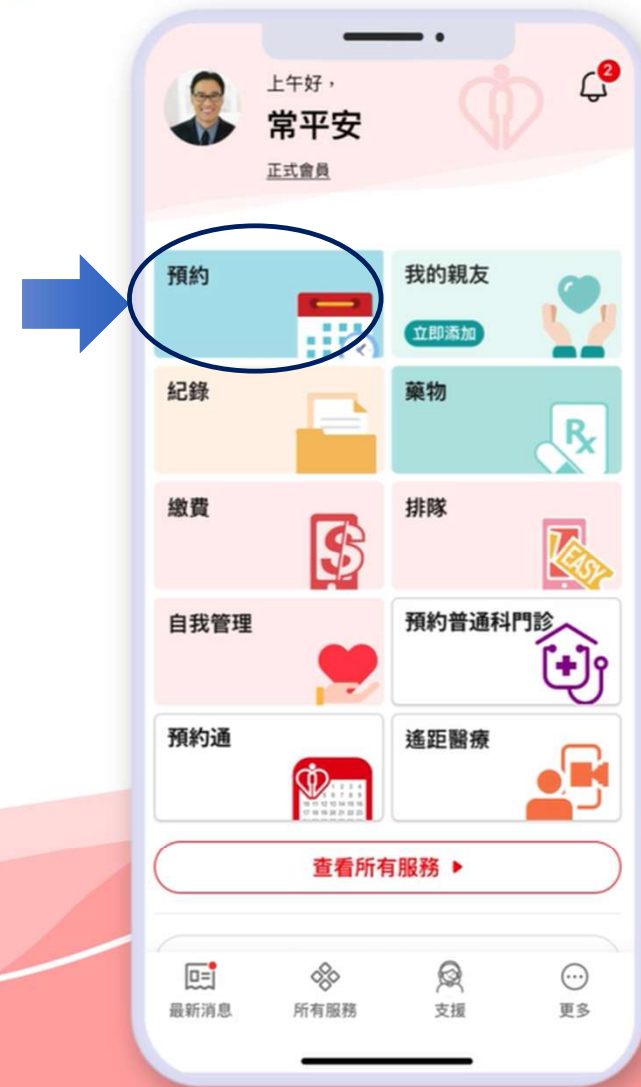 2
上午好，
常平安
正式會員
預約
我的親友
立即添加
紀錄
藥物
Rx
繳費
$
排隊
EASY
自我管理
預約普通科門診
預約通
遙距醫療
查看所有服務 ▶
最新消息
所有服務
支援
更多